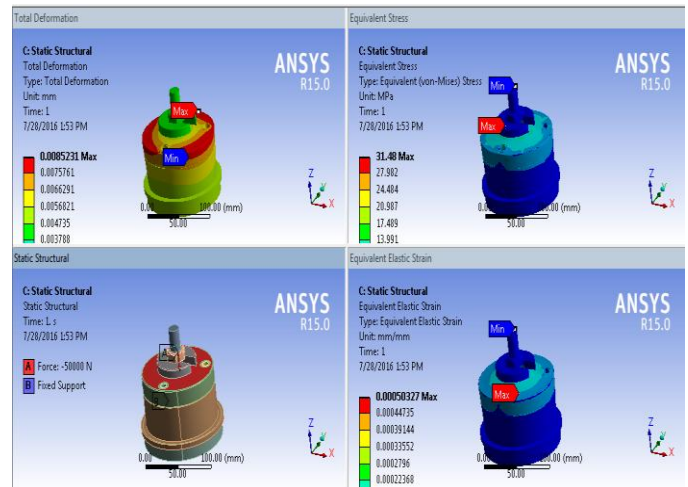 Total Deformation
C: Static Structural
Total Deformation
Type: Total Deformation
Unit: mm
Time: 1
7/28/2016 1:53 PM
ANSYS
R15.0
Max
Min
0.0085231 Max
0.0075761
0.0066291
0.0056821
0.004735
0.003788
0.00
100.00 (mm)
50.00
Z
Y
X
Equivalent Stress
C: Static Structural
Equivalent Stress
Type: Equivalent (von-Mises) Stress
Unit: MPa
Time: 1
7/28/2016 1:53 PM
ANSYS
R15.0
Min
Max
31.48 Max
27.982
24.484
20.987
17.489
13.991
0.00
100.00 (mm)
50.00
Z
Y
X
Static Structural
C: Static Structural
Static Structural
Time: 1. s
7/28/2016 1:53 PM
A Force: -50000 N
B Fixed Support
ANSYS
R15.0
A
0.00
100.00 (mm)
50.00
Z
Y
X
Equivalent Elastic Strain
C: Static Structural
Equivalent Elastic Strain
Type: Equivalent Elastic Strain
Unit: mm/mm
Time: 1
7/28/2016 1:53 PM
ANSYS
R15.0
Min
Max
0.00050327 Max
0.00044735
0.00039144
0.00033552
0.0002796
0.00022368
0.00
100.00 (mm)
50.00
Z
Y
X